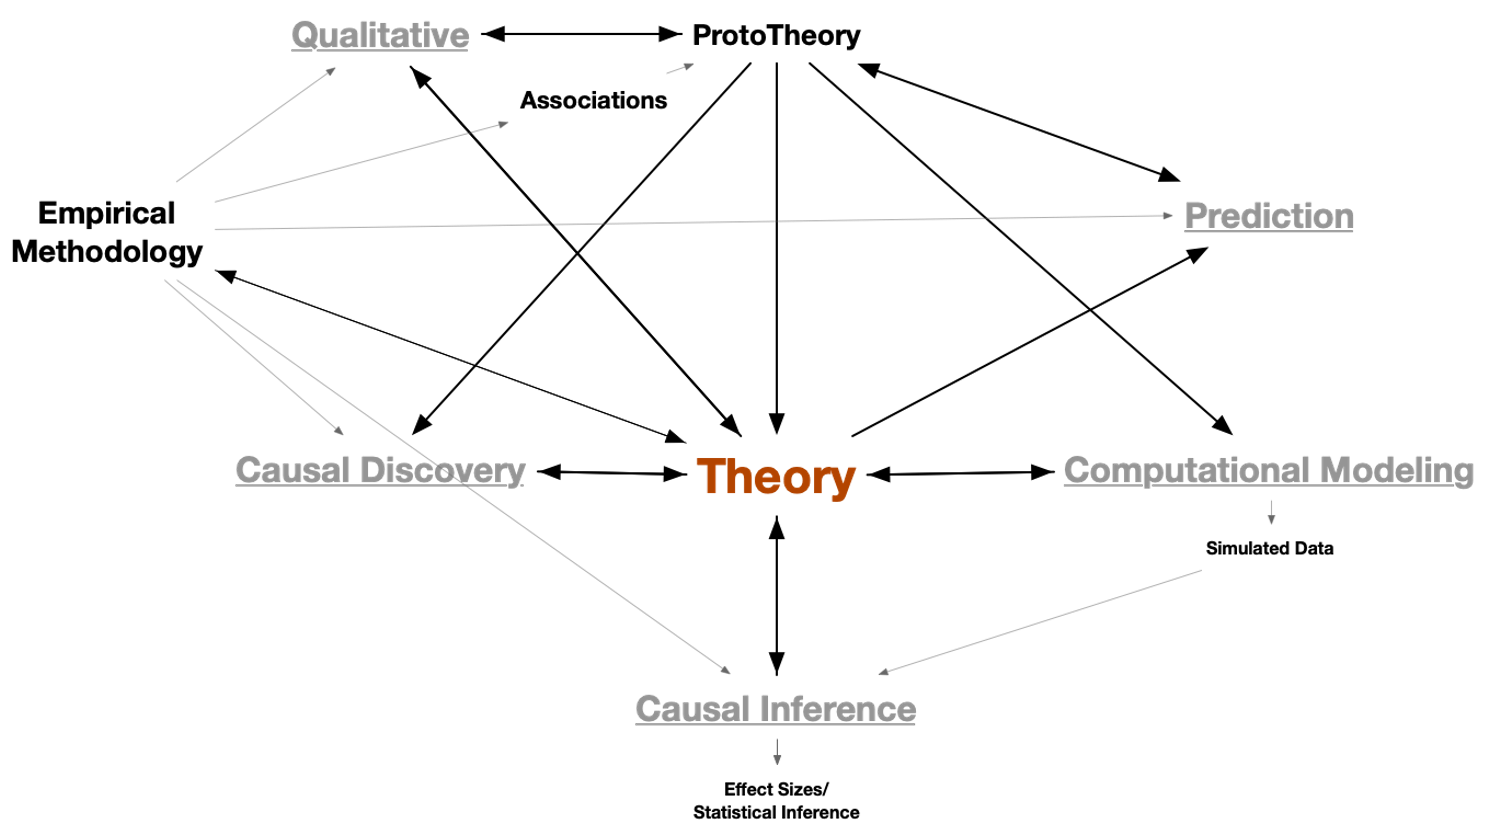 Qualitative
ProtoTheory
Associations
Empirical
Methodology
Prediction
Causal Discovery
Theory
Computational Modeling
Simulated Data
Causal Inference
Effect Sizes/
Statistical Inference